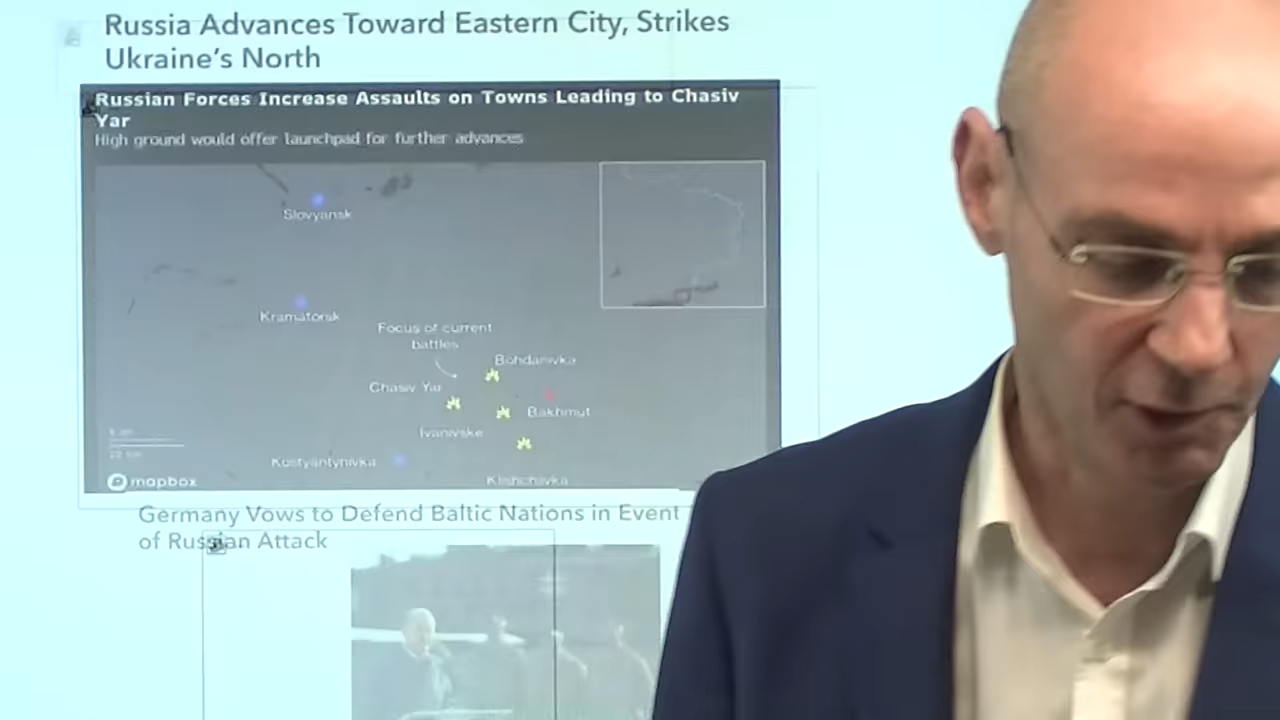 Russia Advances Toward Eastern City, Strikes
Ukraine's North
Russian Forces Increase Assaults on Towns Leading to Chasiv
Yar
High ground would offer launchpad for further advances
Slovyansk
Kramatorsk
Focus of current
battles
Bohdanivka
Chasiv Yar
Bakhmut
Ivanivske
Kostyantynivka
Klishchiivka
mapbox
Germany Vows to Defend Baltic Nations in Event
of Russian Attack